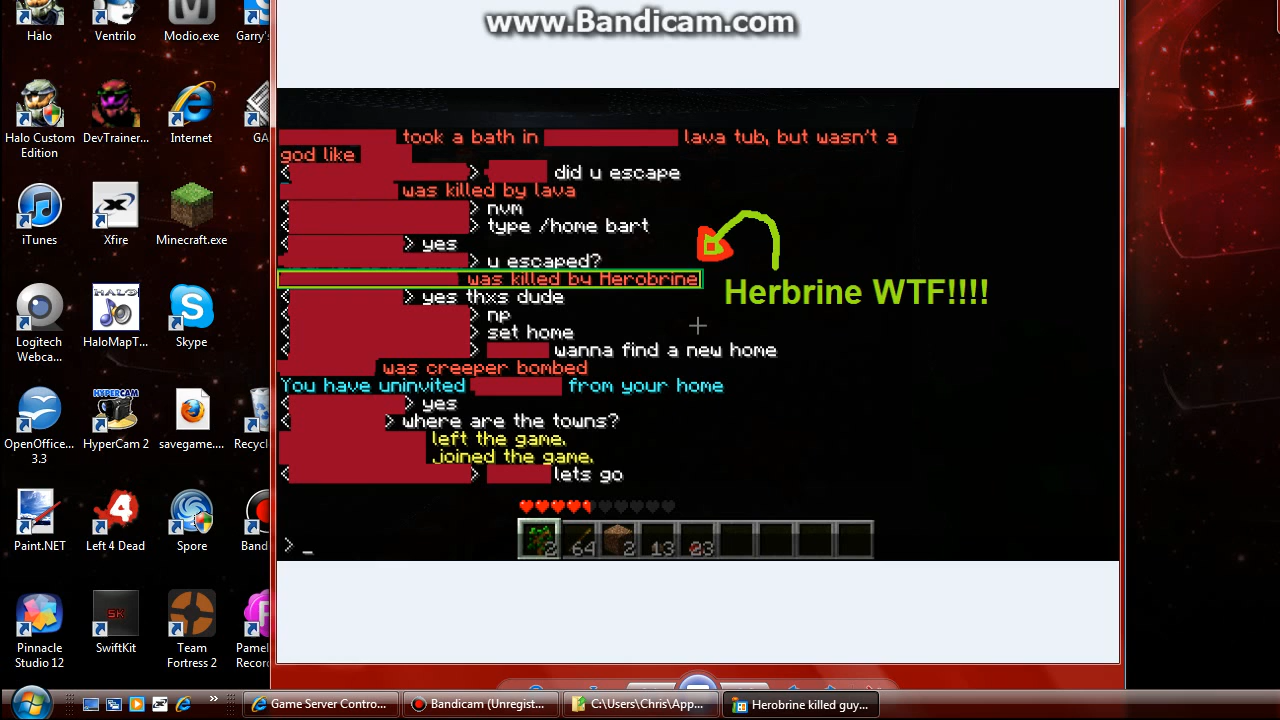 www.Bandicam.com
Halo
Ventrilo
Modio.exe
Garry's
Halo Custom Edition
DevTrainer...
Internet
GA
iTunes
Xfire
Minecraft.exe
Logitech Webca...
HaloMapT...
Skype
OpenOffice... 3.3
HyperCam 2
savegame....
Recycl
Paint.NET
Left 4 Dead
Spore
Band
Pinnacle Studio 12
SwiftKit
Team Fortress 2
Pamel Record
took a bath in lava tub, but wasn't a
god like
< > did u escape
was killed by lava
< > nvm
< > type /home bart
< > yes
< > u escaped?
was killed by Herobrine
Herbrine WTF!!!!
< > yes thxs dude
< > np
< > set home
< > wanna find a new home
was creeper bombed
You have uninvited from your home
< > yes
< > where are the towns?
left the game.
joined the game.
< > lets go
2 64 2 13
> _
Game Server Contro...
Bandicam (Unregist...
C:\Users\Chris\App...
Herobrine killed guy...